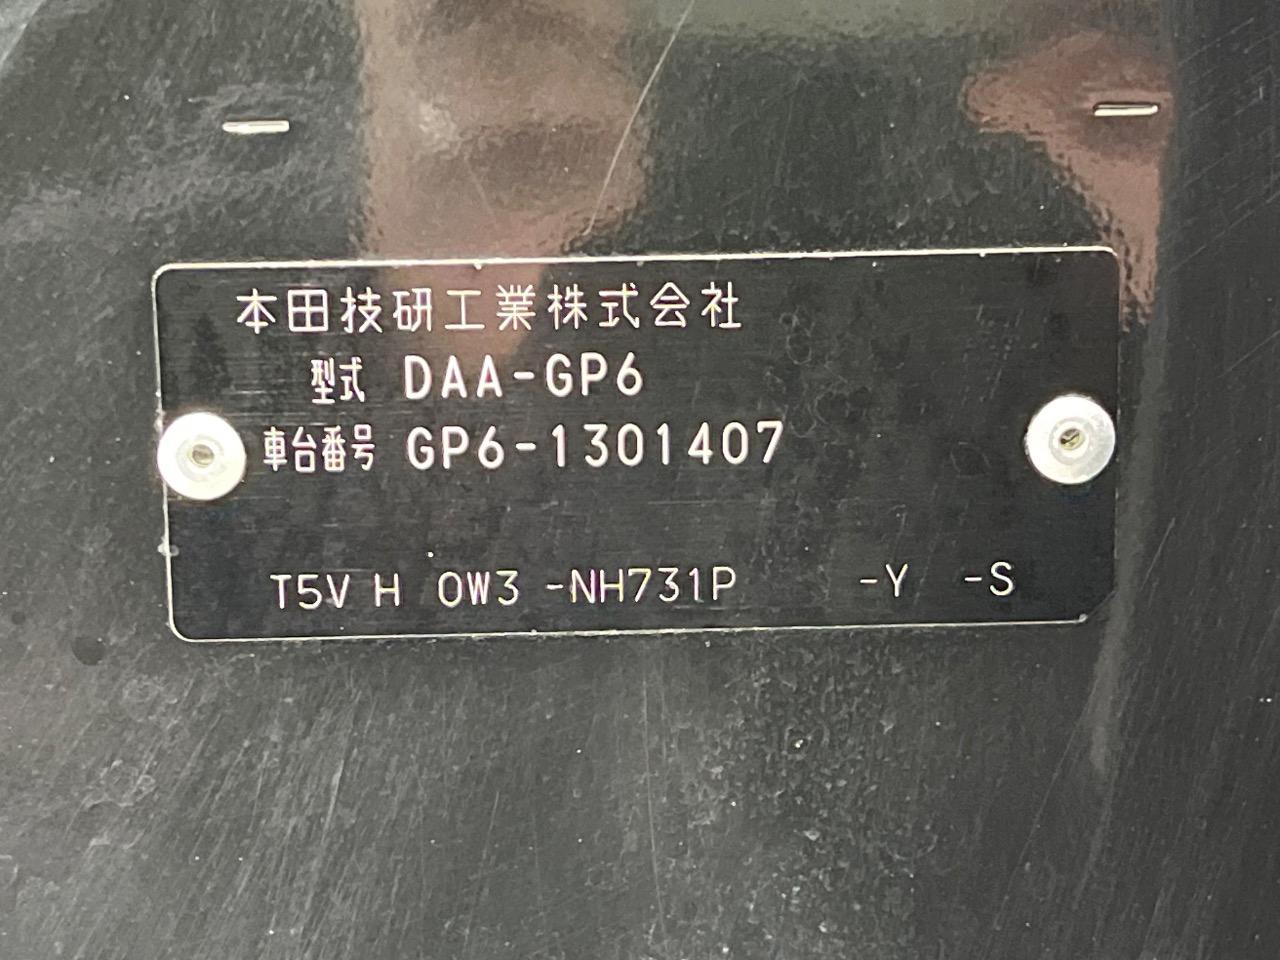 本田技研工業株式会社
型式 DAA-GP6
車台番号 GP6-1301407
T5V H 0W3 -NH731P -Y -S